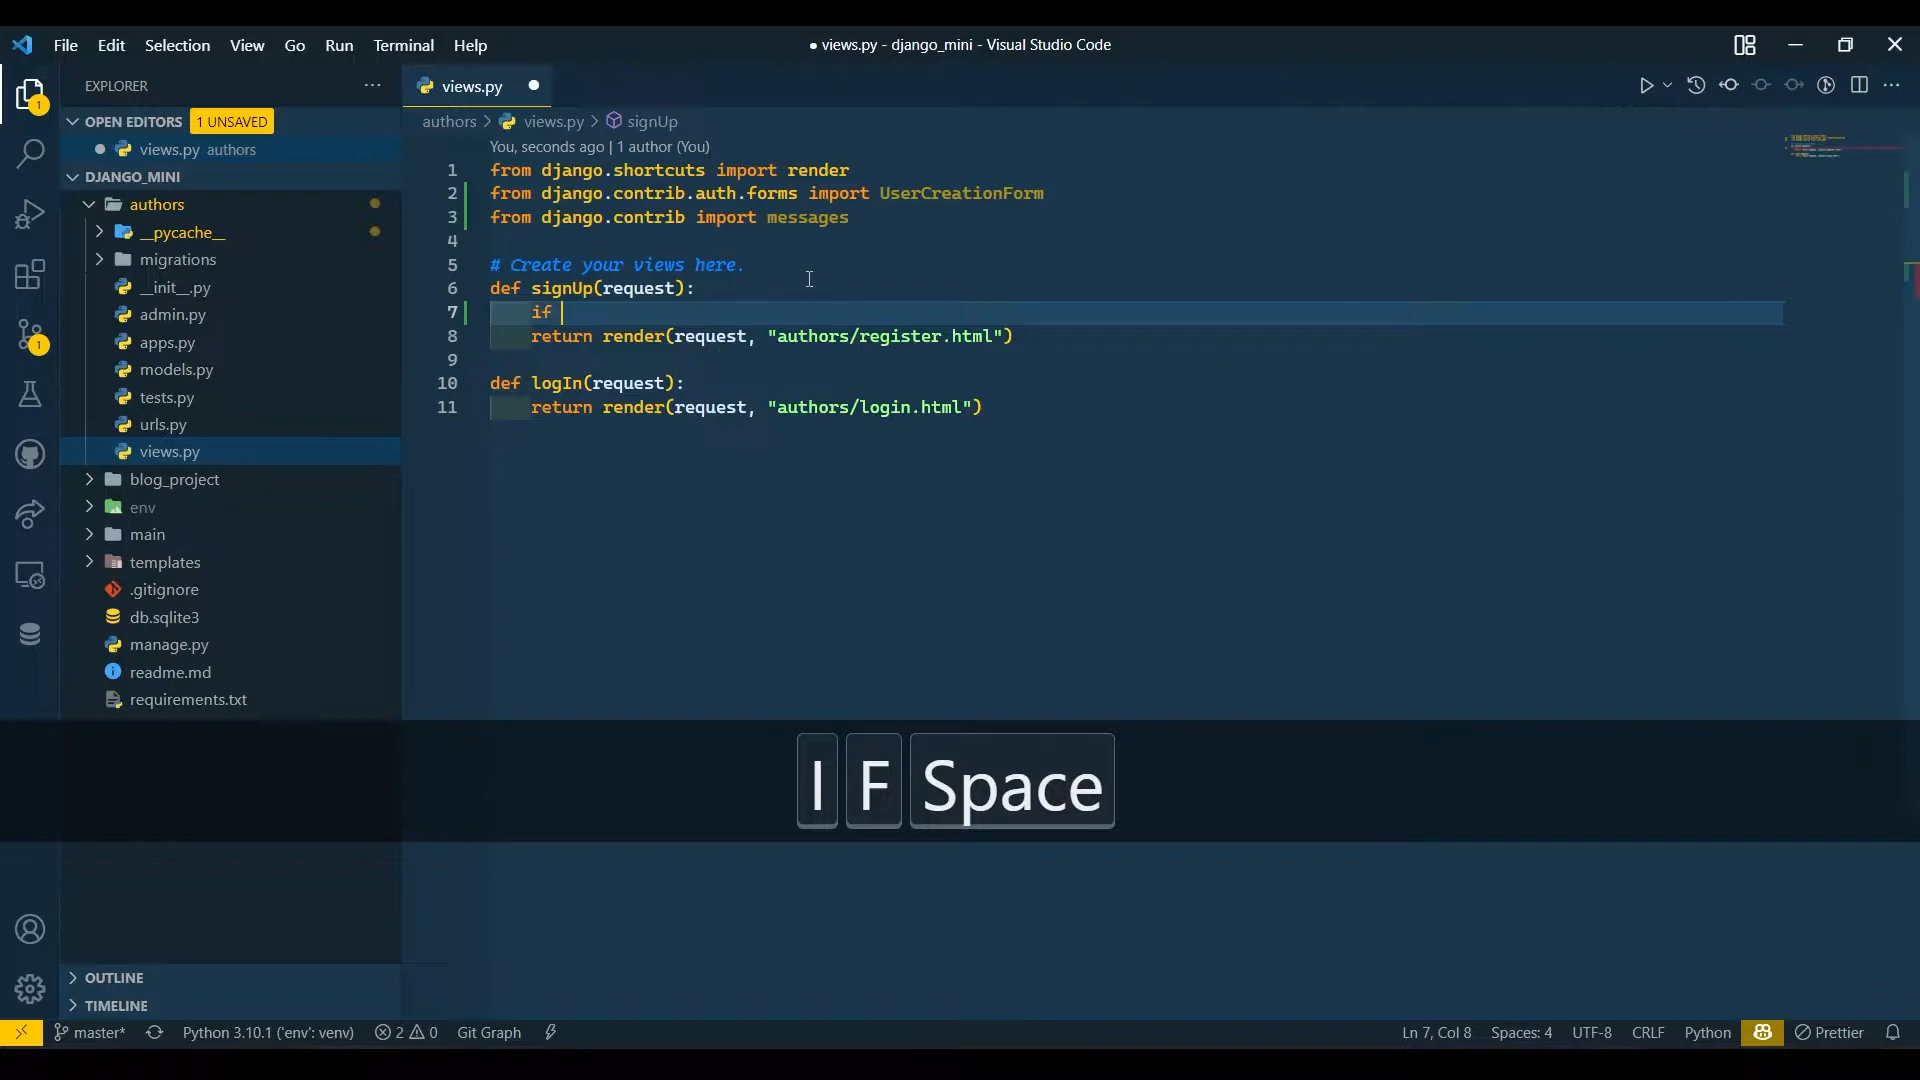 File Edit Selection View Go Run Terminal Help
● views.py - django_mini - Visual Studio Code
EXPLORER
OPEN EDITORS 1 UNSAVED
views.py authors
DJANGO_MINI
authors
__pycache__
migrations
__init__.py
admin.py
apps.py
models.py
tests.py
urls.py
views.py
blog_project
env
main
templates
.gitignore
db.sqlite3
manage.py
readme.md
requirements.txt
OUTLINE
TIMELINE
1
1
views.py
authors > views.py > signUp
You, seconds ago | 1 author (You)
1 from django.shortcuts import render
2 from django.contrib.auth.forms import UserCreationForm
3 from django.contrib import messages
4
5 # Create your views here.
6 def signUp(request):
7 if
8 return render(request, "authors/register.html")
9
10 def logIn(request):
11 return render(request, "authors/login.html")
I F Space
master* Python 3.10.1 ('env': venv) 2 0 Git Graph
Ln 7, Col 8 Spaces: 4 UTF-8 CRLF Python Prettier